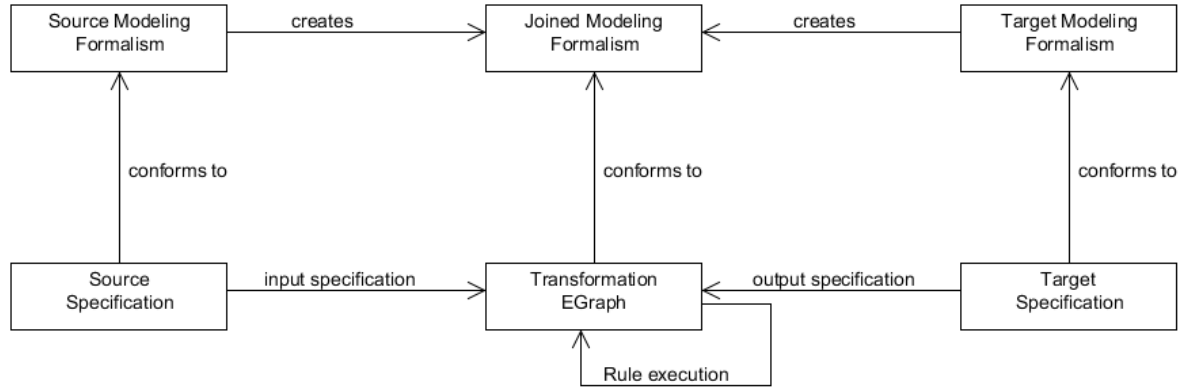 Source Modeling
Formalism
creates
Joined Modeling
Formalism
creates
Target Modeling
Formalism
conforms to
conforms to
conforms to
Source
Specification
input specification
Transformation
EGraph
output specification
Target
Specification
Rule execution